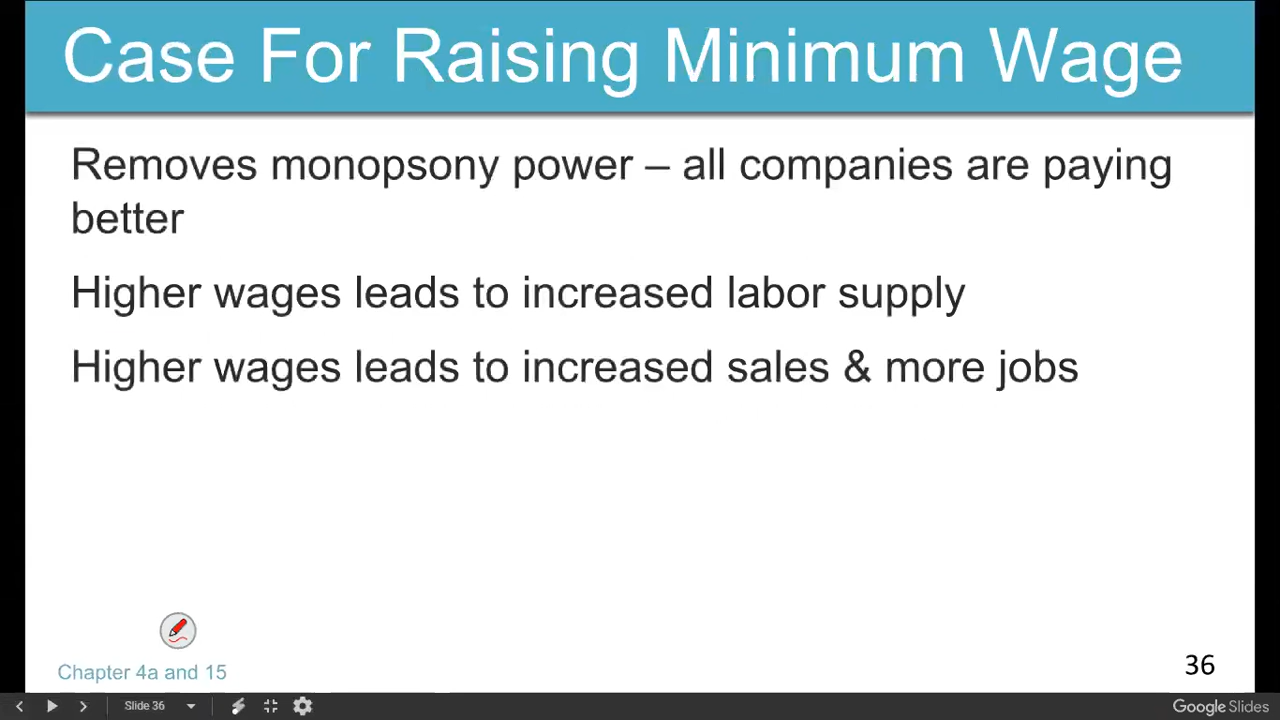 Case For Raising Minimum Wage
Removes monopsony power – all companies are paying
better
Higher wages leads to increased labor supply
Higher wages leads to increased sales & more jobs
Chapter 4a and 15
36
Slide 36
Google Slides